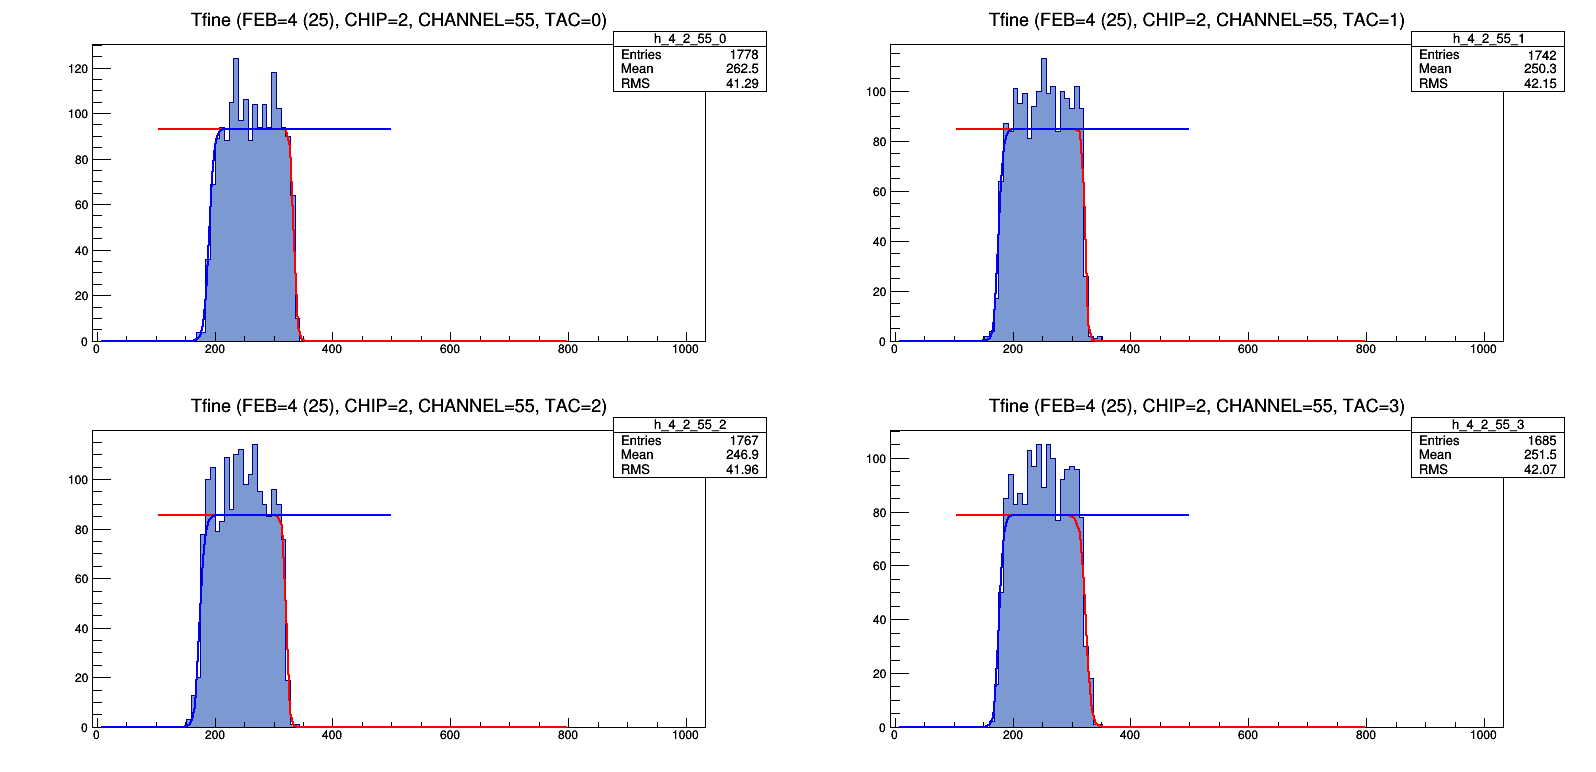 Tfine (FEB=4 (25), CHIP=2, CHANNEL=55, TAC=0)
h_4_2_55_0
Entries 1778
Mean 262.5
RMS 41.29
120
100
80
60
40
20
0
0 200 400 600 800 1000
Tfine (FEB=4 (25), CHIP=2, CHANNEL=55, TAC=1)
h_4_2_55_1
Entries 1742
Mean 250.3
RMS 42.15
100
80
60
40
20
0
0 200 400 600 800 1000
Tfine (FEB=4 (25), CHIP=2, CHANNEL=55, TAC=2)
h_4_2_55_2
Entries 1767
Mean 246.9
RMS 41.96
100
80
60
40
20
0
0 200 400 600 800 1000
Tfine (FEB=4 (25), CHIP=2, CHANNEL=55, TAC=3)
h_4_2_55_3
Entries 1685
Mean 251.5
RMS 42.07
100
80
60
40
20
0
0 200 400 600 800 1000